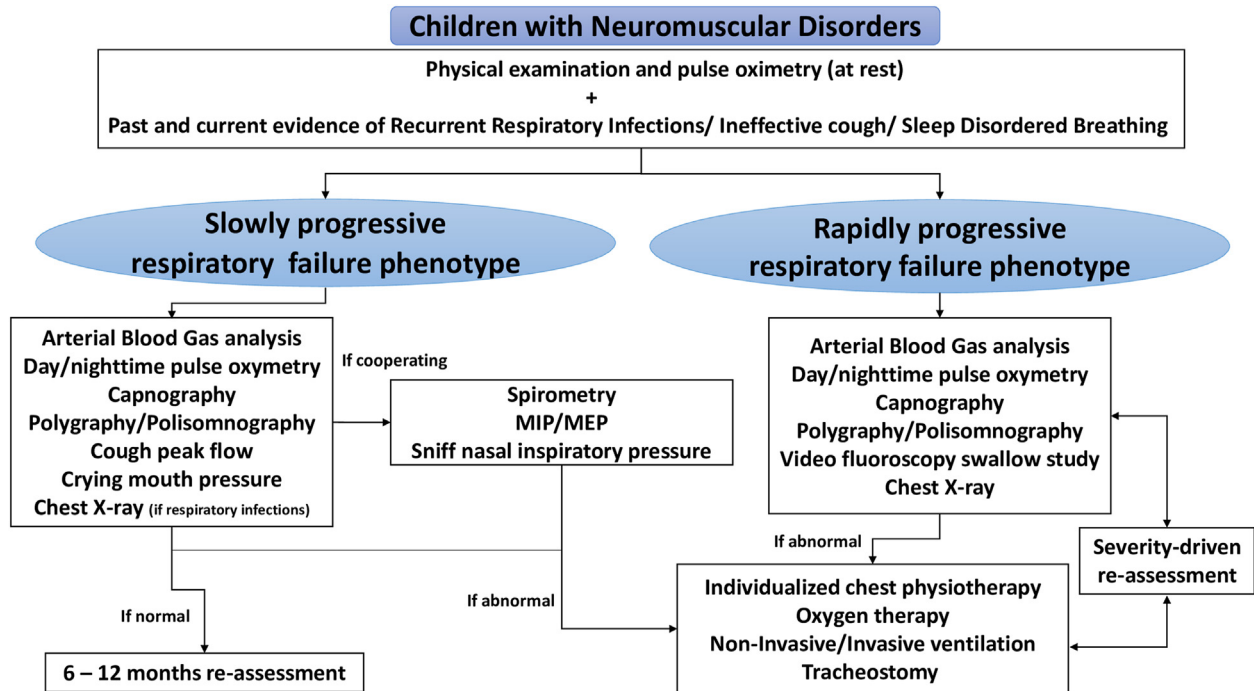 Children with Neuromuscular Disorders
Physical examination and pulse oximetry (at rest)
+
Past and current evidence of Recurrent Respiratory Infections/ Ineffective cough/ Sleep Disordered Breathing
Slowly progressive
respiratory failure phenotype
Rapidly progressive
respiratory failure phenotype
Arterial Blood Gas analysis
Day/nighttime pulse oxymetry
Capnography
Polygraphy/Polisomnography
Cough peak flow
Crying mouth pressure
Chest X-ray (if respiratory infections)
If cooperating
Spirometry
MIP/MEP
Sniff nasal inspiratory pressure
Arterial Blood Gas analysis
Day/nighttime pulse oxymetry
Capnography
Polygraphy/Polisomnography
Video fluoroscopy swallow study
Chest X-ray
If abnormal
Severity-driven
re-assessment
If normal
6 – 12 months re-assessment
If abnormal
Individualized chest physiotherapy
Oxygen therapy
Non-Invasive/Invasive ventilation
Tracheostomy